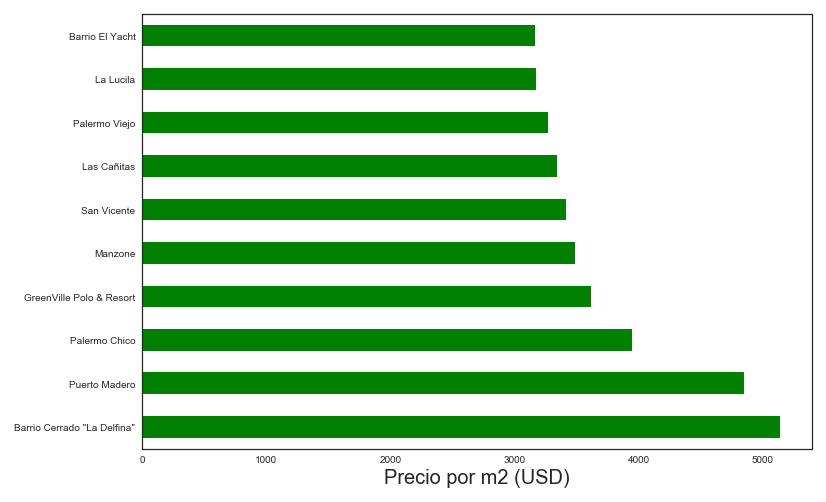 Barrio El Yacht
La Lucila
Palermo Viejo
Las Cañitas
San Vicente
Manzone
GreenVille Polo & Resort
Palermo Chico
Puerto Madero
Barrio Cerrado "La Delfina"
0 1000 2000 3000 4000 5000
Precio por m2 (USD)